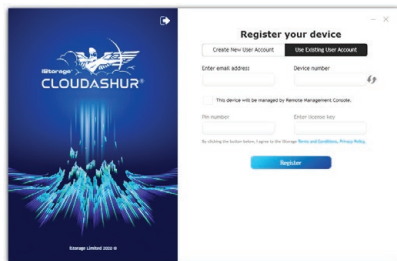 iStorage®
CLOUDASHUR®
iStorage Limited 2020 ©
Register your device
Create New User Account
Use Existing User Account
Enter email address
Device number
This device will be managed by Remote Management Console.
Pin number
Enter license key
By clicking the button below, I agree to the iStorage Terms and Conditions, Privacy Policy.
Register